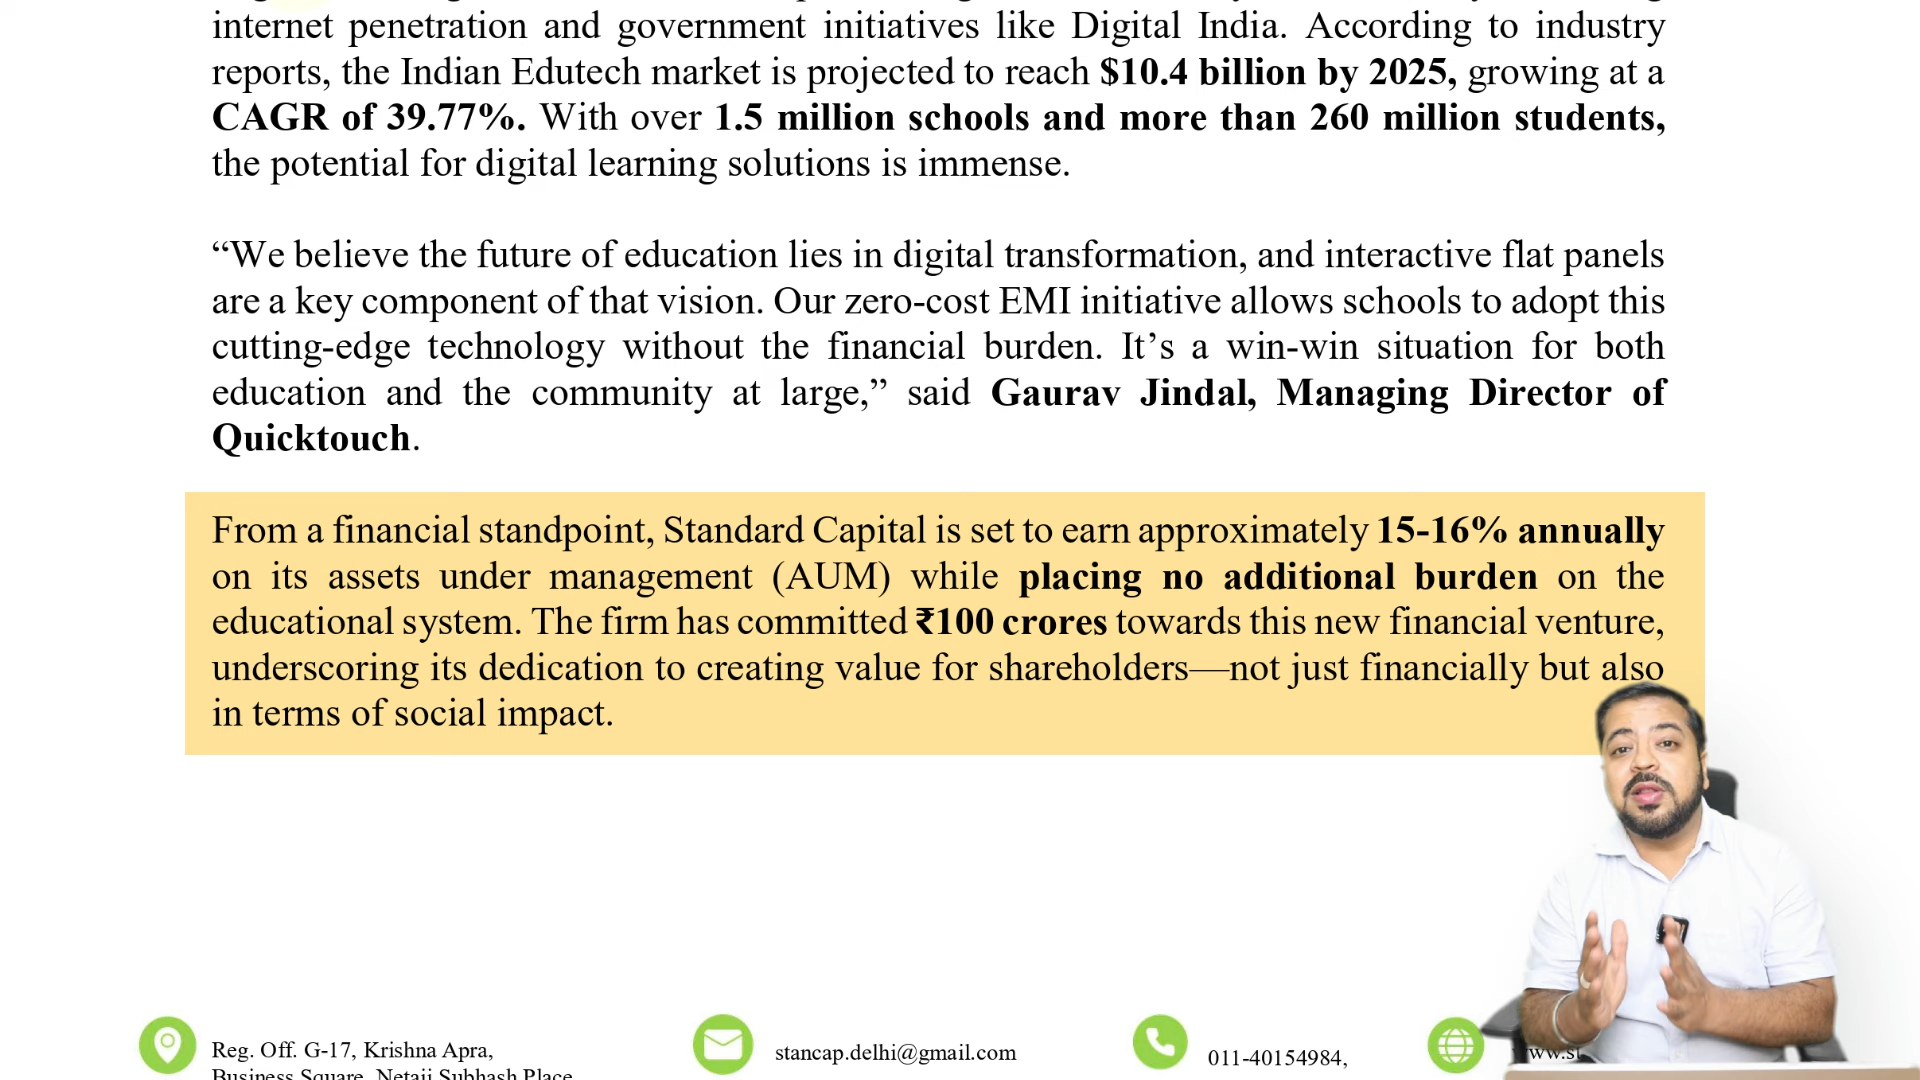 internet penetration and government initiatives like Digital India. According to industry
reports, the Indian Edutech market is projected to reach $10.4 billion by 2025, growing at a
CAGR of 39.77%. With over 1.5 million schools and more than 260 million students,
the potential for digital learning solutions is immense.
“We believe the future of education lies in digital transformation, and interactive flat panels
are a key component of that vision. Our zero-cost EMI initiative allows schools to adopt this
cutting-edge technology without the financial burden. It’s a win-win situation for both
education and the community at large,” said Gaurav Jindal, Managing Director of
Quicktouch.
From a financial standpoint, Standard Capital is set to earn approximately 15-16% annually
on its assets under management (AUM) while placing no additional burden on the
educational system. The firm has committed ₹100 crores towards this new financial venture,
underscoring its dedication to creating value for shareholders—not just financially but also
in terms of social impact.
Reg. Off. G-17, Krishna Apra,
Business Square, Netaji Subhash Place
stancap.delhi@gmail.com
011-40154984,